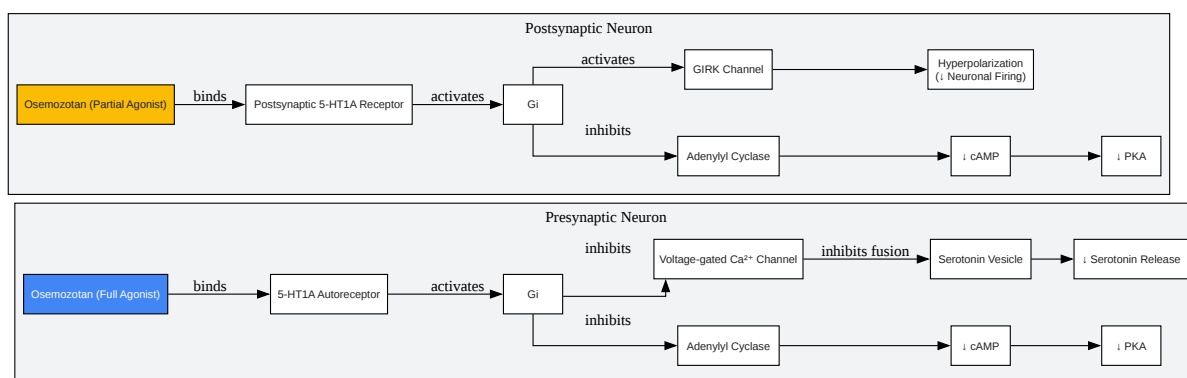 Postsynaptic Neuron
Osemozotan (Partial Agonist)
binds
Postsynaptic 5-HT1A Receptor
activates
Gi
activates
GIRK Channel
Hyperpolarization
(↓ Neuronal Firing)
inhibits
Adenylyl Cyclase
↓ cAMP
↓ PKA
Presynaptic Neuron
Osemozotan (Full Agonist)
binds
5-HT1A Autoreceptor
activates
Gi
inhibits
Voltage-gated Ca²⁺ Channel
inhibits fusion
Serotonin Vesicle
↓ Serotonin Release
inhibits
Adenylyl Cyclase
↓ cAMP
↓ PKA